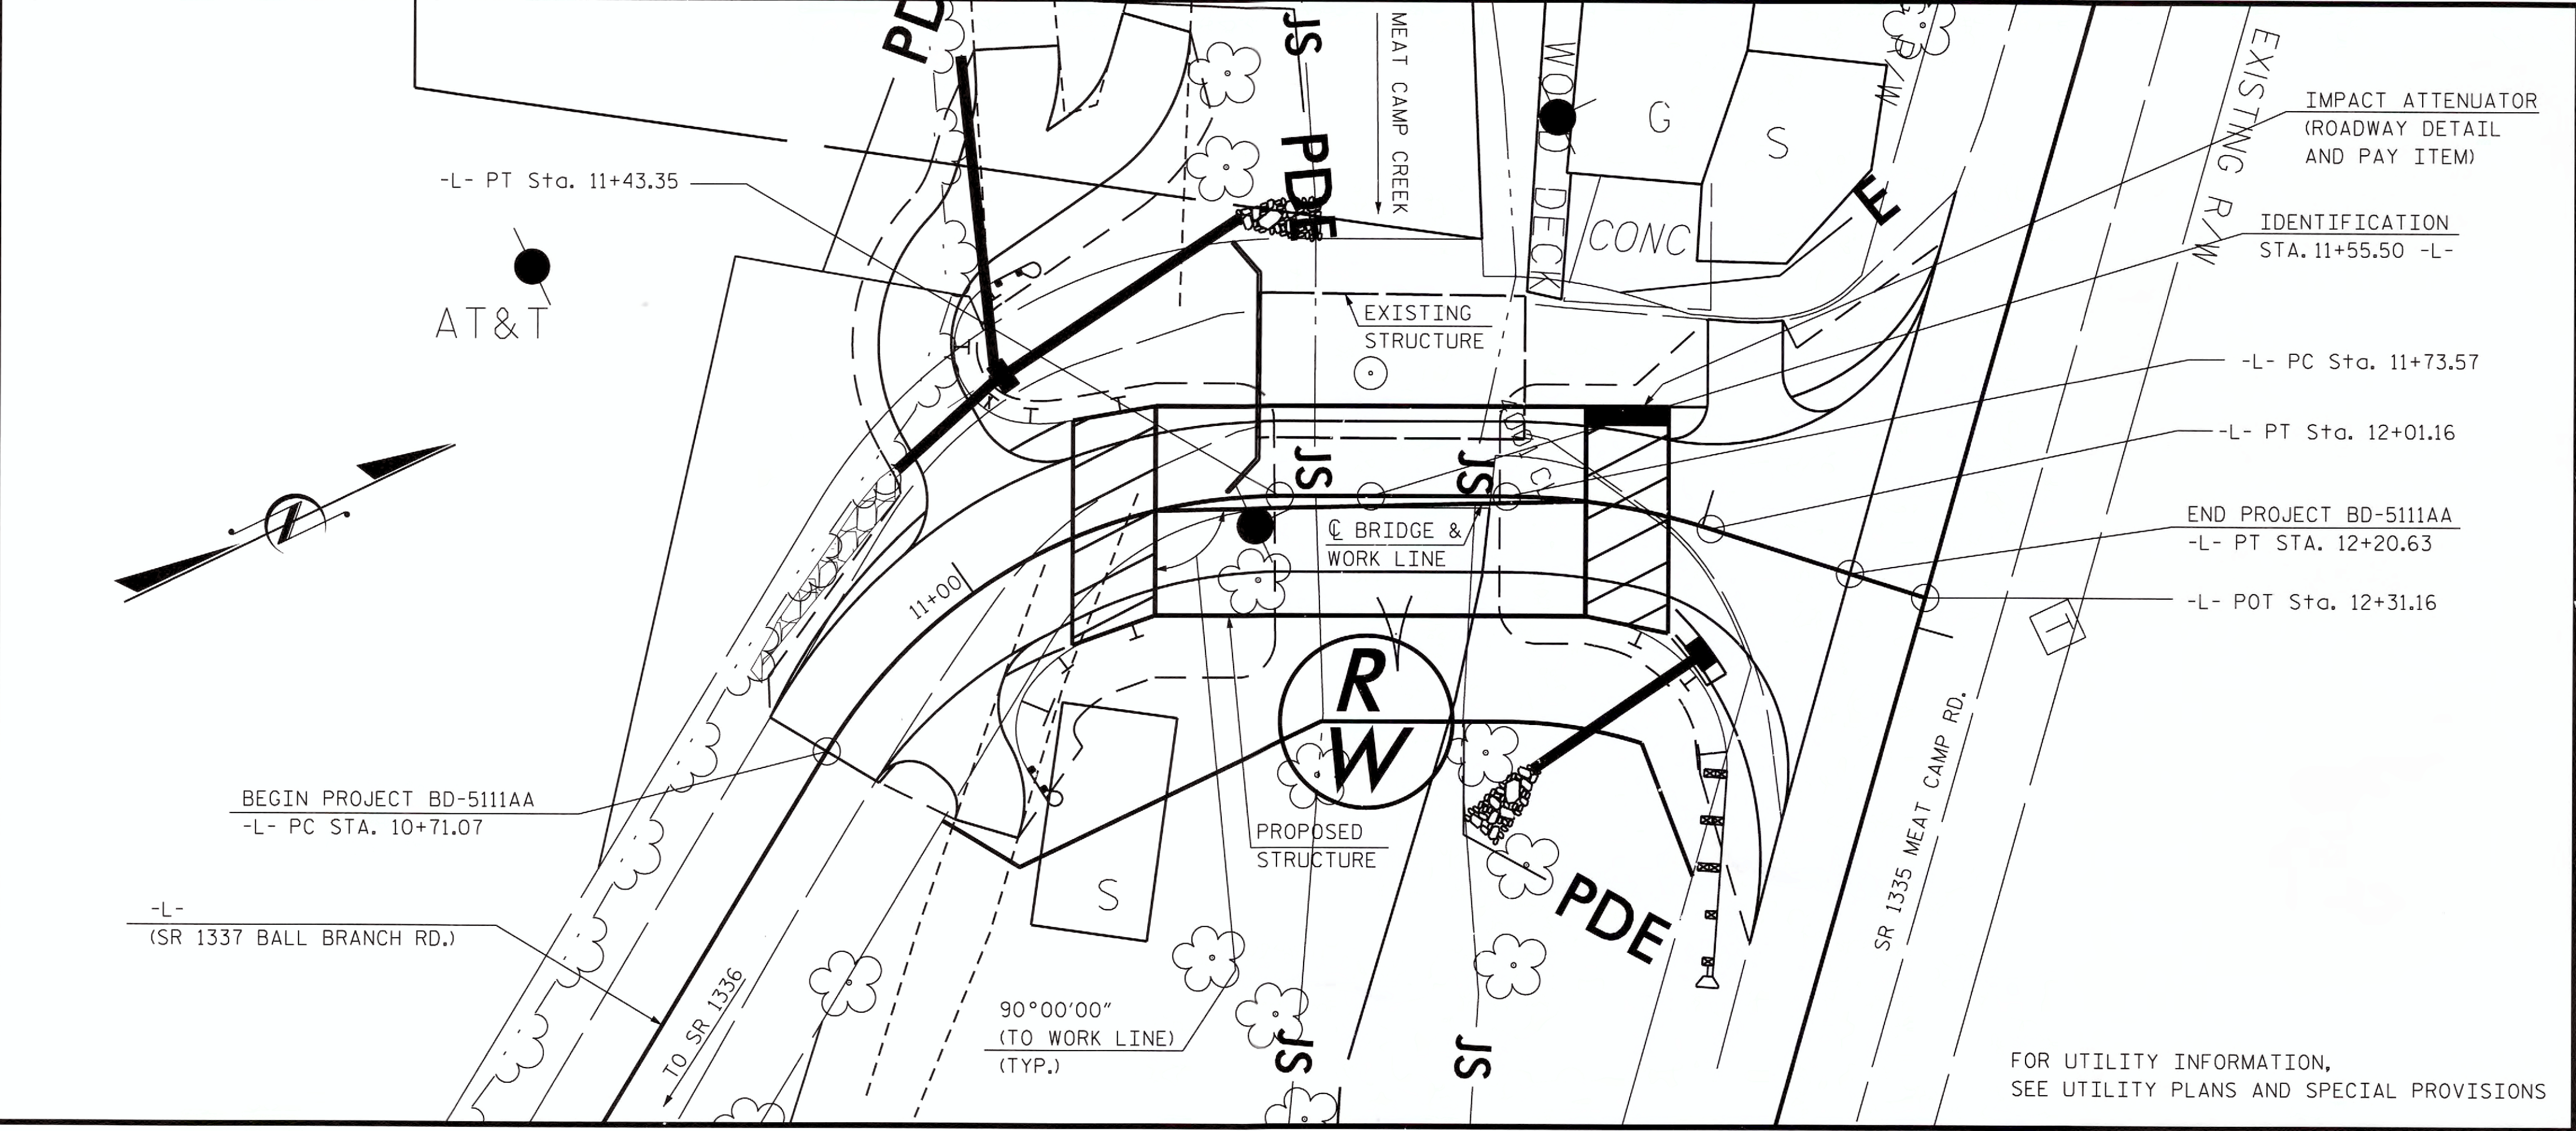 PD
JS
MEAT CAMP CREEK
WOOD DECK
G
S
R/W
EXISTING R/W
IMPACT ATTENUATOR
(ROADWAY DETAIL
AND PAY ITEM)
-L- PT Sta. 11+43.35
PDE
E
CONC
IDENTIFICATION
STA. 11+55.50 -L-
AT&T
EXISTING
STRUCTURE
-L- PC Sta. 11+73.57
-L- PT Sta. 12+01.16
JS
JS
℄ BRIDGE &
WORK LINE
END PROJECT BD-5111AA
-L- PT STA. 12+20.63
11+00
-L- POT Sta. 12+31.16
T
R
W
SR 1335 MEAT CAMP RD.
BEGIN PROJECT BD-5111AA
-L- PC STA. 10+71.07
PROPOSED
STRUCTURE
S
PDE
-L-
(SR 1337 BALL BRANCH RD.)
TO SR 1336
90°00'00"
(TO WORK LINE)
(TYP.)
JS
JS
FOR UTILITY INFORMATION,
SEE UTILITY PLANS AND SPECIAL PROVISIONS